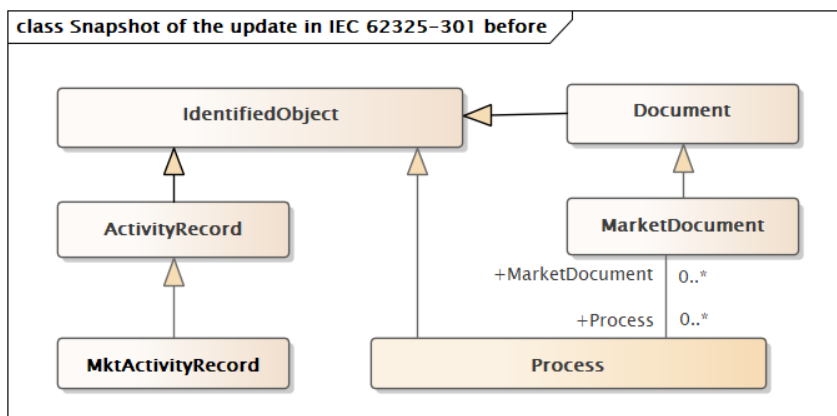 class Snapshot of the update in IEC 62325-301 before
IdentifiedObject
Document
ActivityRecord
MarketDocument
+MarketDocument 0..*
+Process 0..*
MktActivityRecord
Process